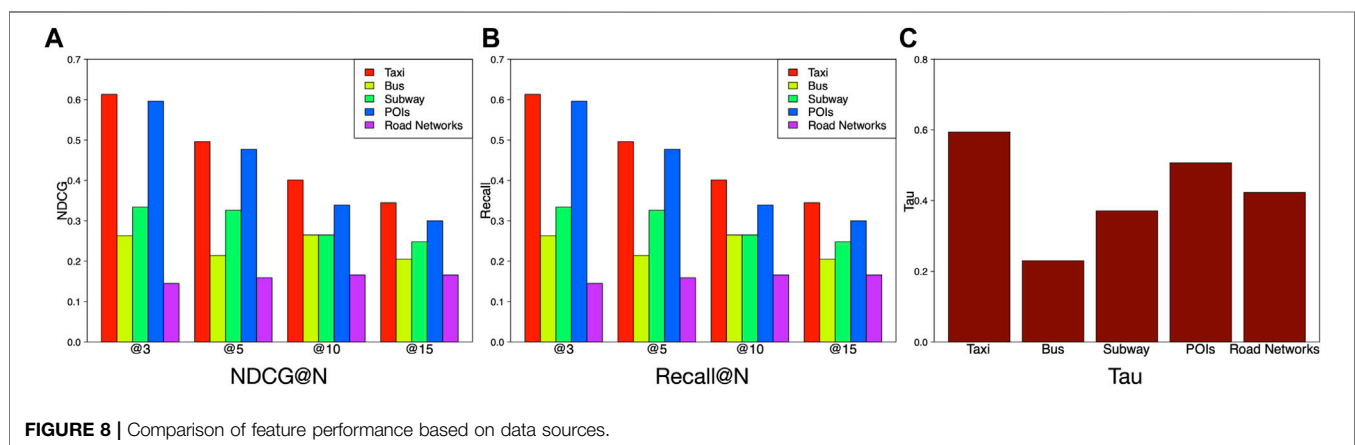 A
NDCG
0.0
0.1
0.2
0.3
0.4
0.5
0.6
0.7
Taxi
Bus
Subway
POIs
Road Networks
@3 @5 @10 @15
NDCG@N
B
Recall
0.0
0.1
0.2
0.3
0.4
0.5
0.6
0.7
Taxi
Bus
Subway
POIs
Road Networks
@3 @5 @10 @15
Recall@N
C
Tau
0.0
0.2
0.4
0.6
0.8
Taxi Bus Subway POIs Road Networks
Tau
FIGURE 8 | Comparison of feature performance based on data sources.